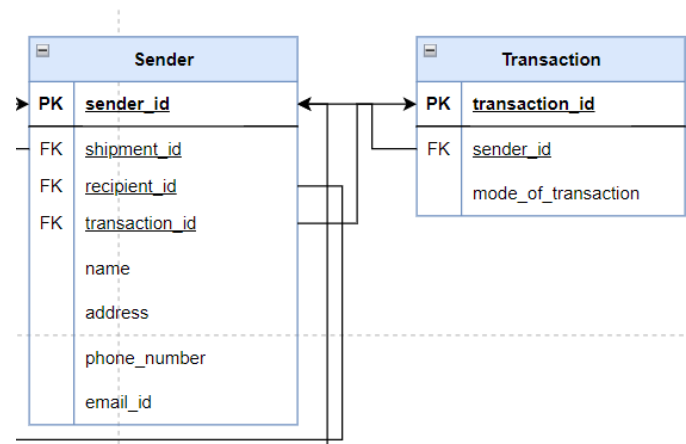 Sender
PK sender_id
FK shipment_id
FK recipient_id
FK transaction_id
name
address
phone_number
email_id
Transaction
PK transaction_id
FK sender_id
mode_of_transaction